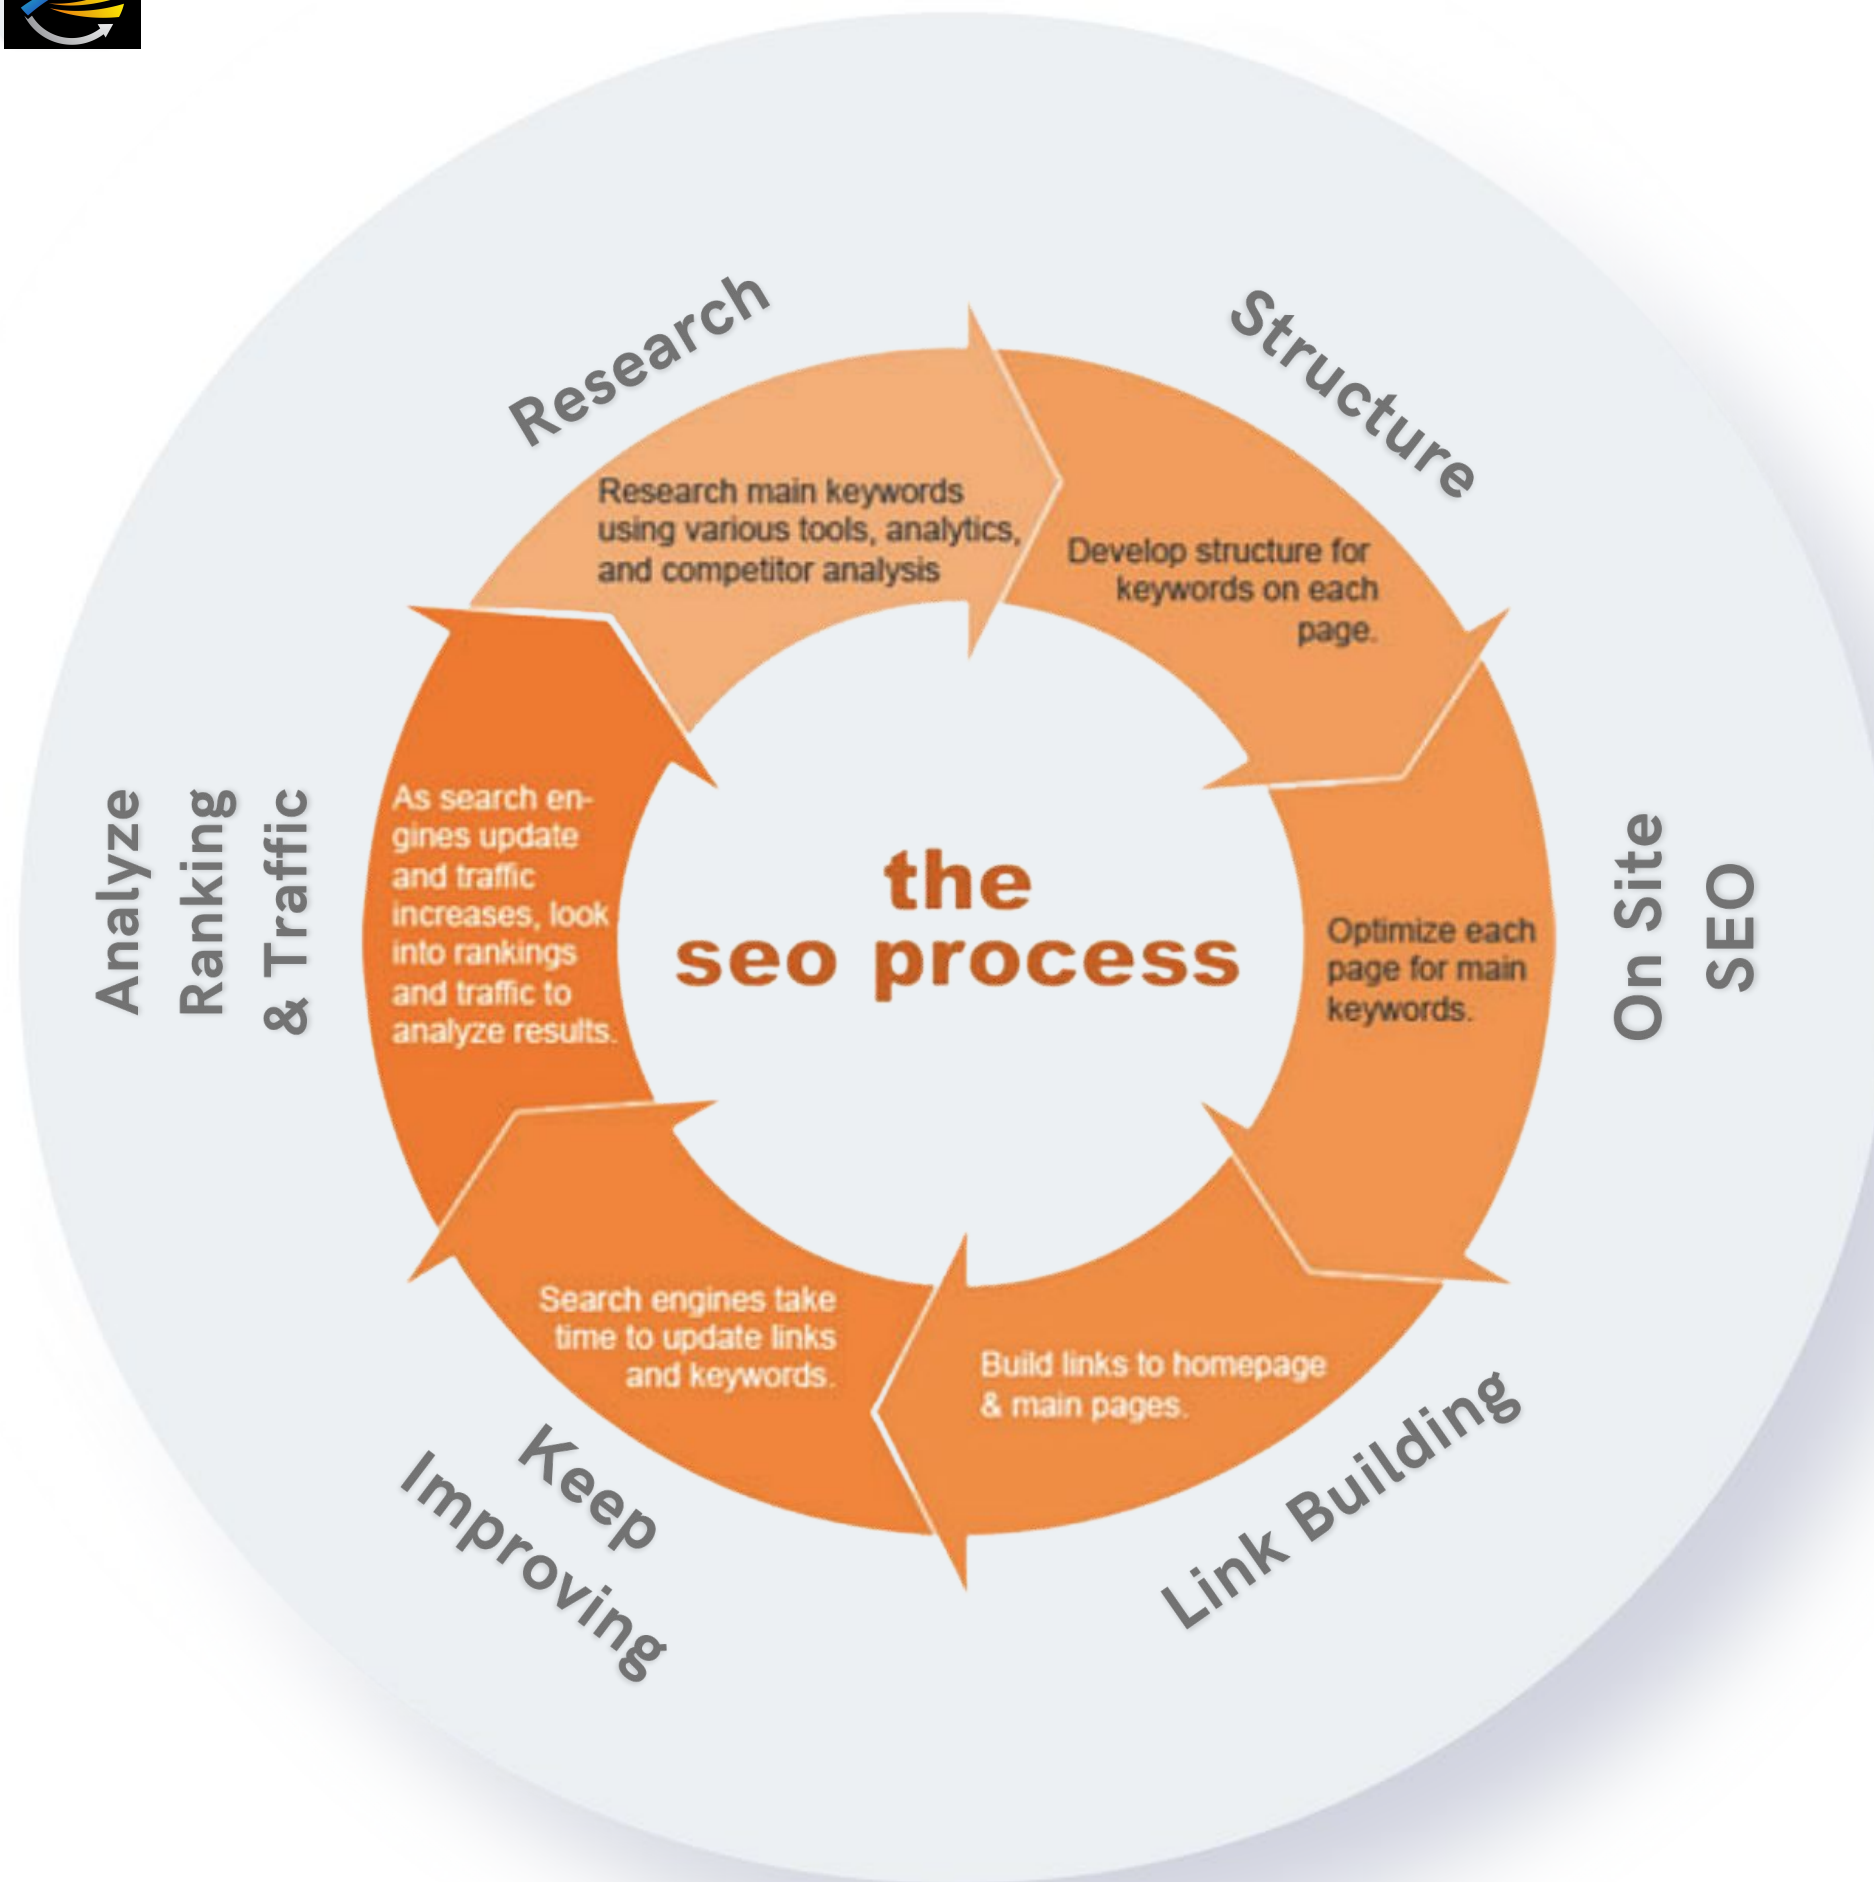 Research
Research main keywords
using various tools, analytics,
and competitor analysis
Structure
Develop structure for
keywords on each
page.
On Site
SEO
Optimize each
page for main
keywords.
Link Building
Build links to homepage
& main pages.
Keep
Improving
Search engines take
time to update links
and keywords.
Analyze
Ranking
& Traffic
As search en-
gines update
and traffic
increases, look
into rankings
and traffic to
analyze results.
the
seo process